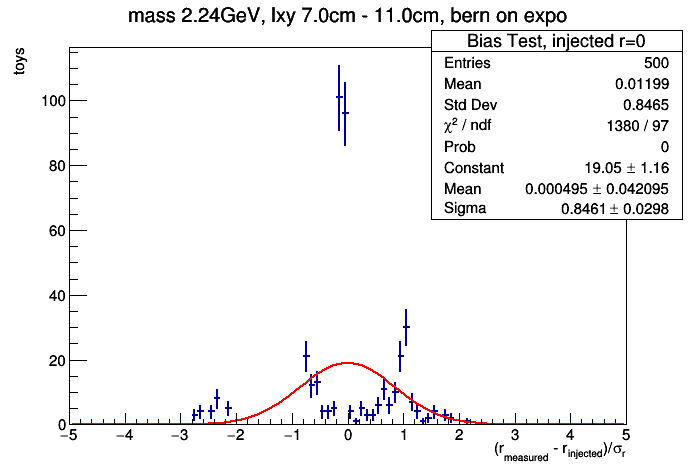 mass 2.24GeV, lxy 7.0cm - 11.0cm, bern on expo
Bias Test, injected r=0
Entries 500
Mean 0.01199
Std Dev 0.8465
χ² / ndf 1380 / 97
Prob 0
Constant 19.05 ± 1.16
Mean 0.000495 ± 0.042095
Sigma 0.8461 ± 0.0298
toys
100
80
60
40
20
0
−5 −4 −3 −2 −1 0 1 2 3 4 5
(r_measured - r_injected)/σ_r